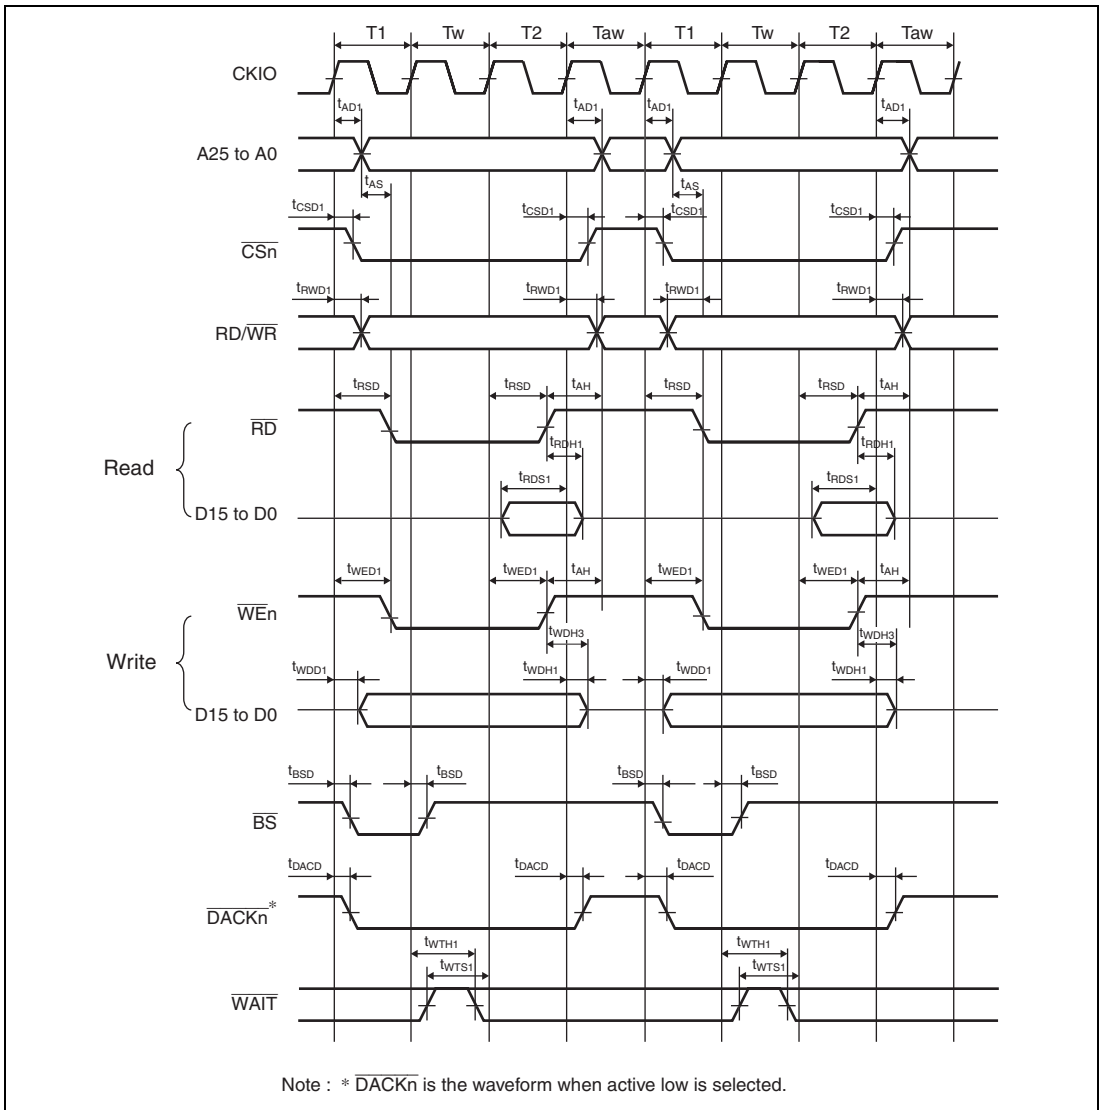 T1 Tw T2 Taw T1 Tw T2 Taw
CKIO
tAD1 tAD1 tAD1 tAD1
A25 to A0
tAS tAS
tCSD1 tCSD1 tCSD1 tCSD1
CSn
tRWD1 tRWD1 tRWD1 tRWD1
RD/WR
tRSD tRSD tAH tRSD tRSD tAH
RD
tRDH1 tRDH1
Read
tRDS1 tRDS1
D15 to D0
tWED1 tWED1 tAH tWED1 tWED1 tAH
WEn
tWDH3 tWDH3
Write
tWDD1 tWDH1 tWDD1 tWDH1
D15 to D0
tBSD tBSD tBSD tBSD
BS
tDACD tDACD tDACD tDACD
DACKn*
tWTH1 tWTH1
tWTS1 tWTS1
WAIT
Note : * DACKn is the waveform when active low is selected.